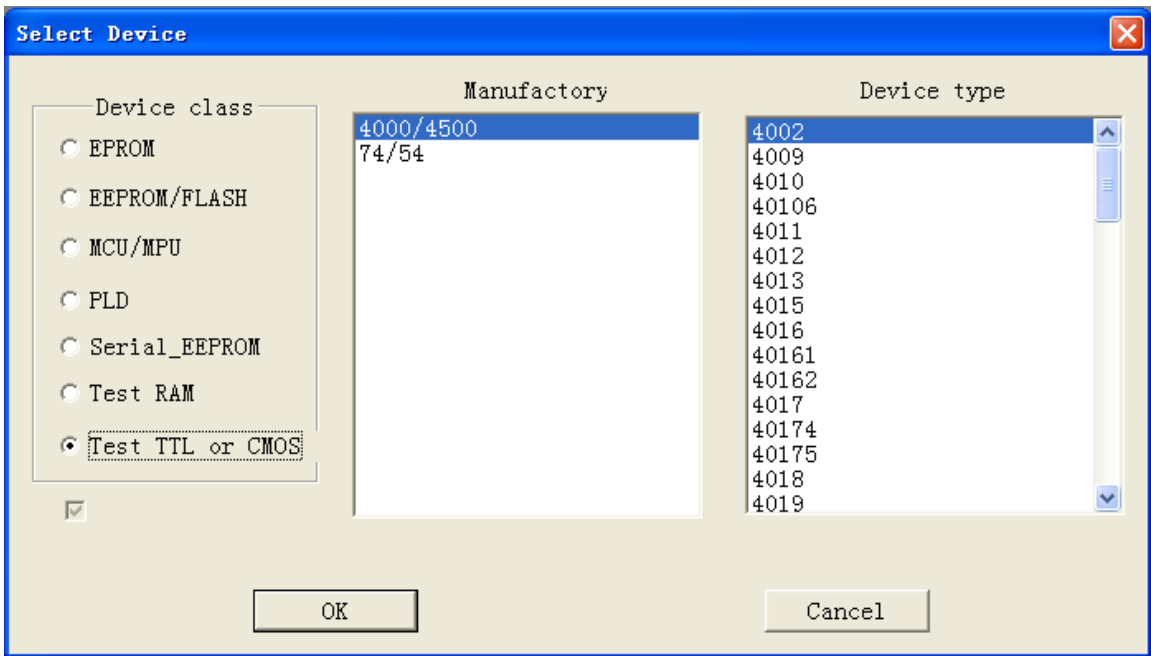 Select Device
Device class
EPROM
EEPROM/FLASH
MCU/MPU
PLD
Serial_EEPROM
Test RAM
Test TTL or CMOS
Manufactory
4000/4500
74/54
Device type
4002
4009
4010
40106
4011
4012
4013
4015
4016
40161
40162
4017
40174
40175
4018
4019
OK
Cancel